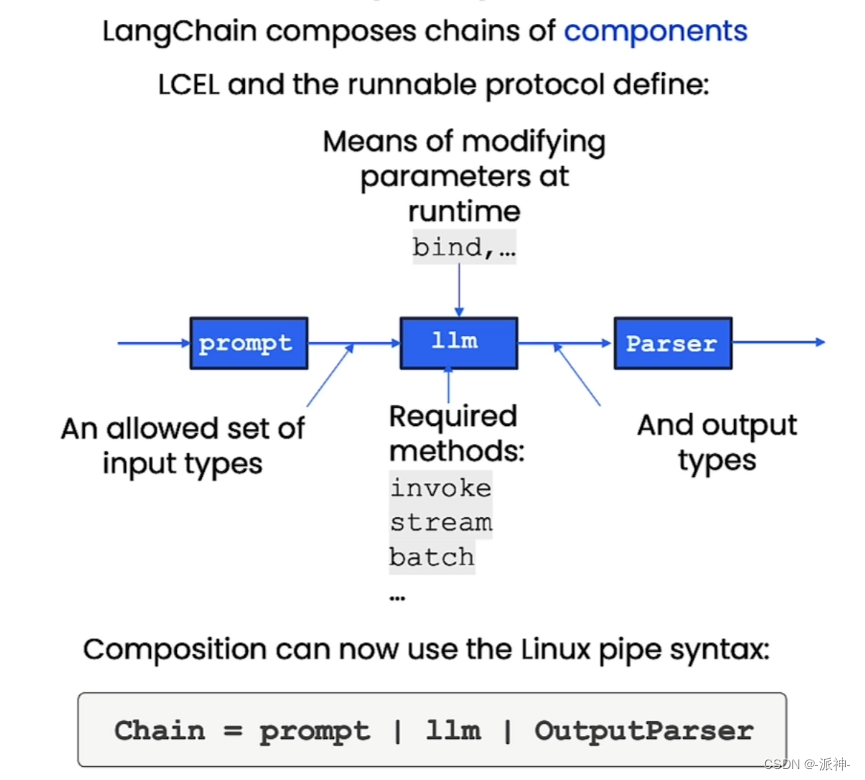 LangChain composes chains of components
LCEL and the runnable protocol define:
Means of modifying
parameters at
runtime
bind,…
prompt
llm
Parser
An allowed set of
input types
Required
methods:
invoke
stream
batch
…
And output
types
Composition can now use the Linux pipe syntax:
Chain = prompt | llm | OutputParser
CSDN @-派神-